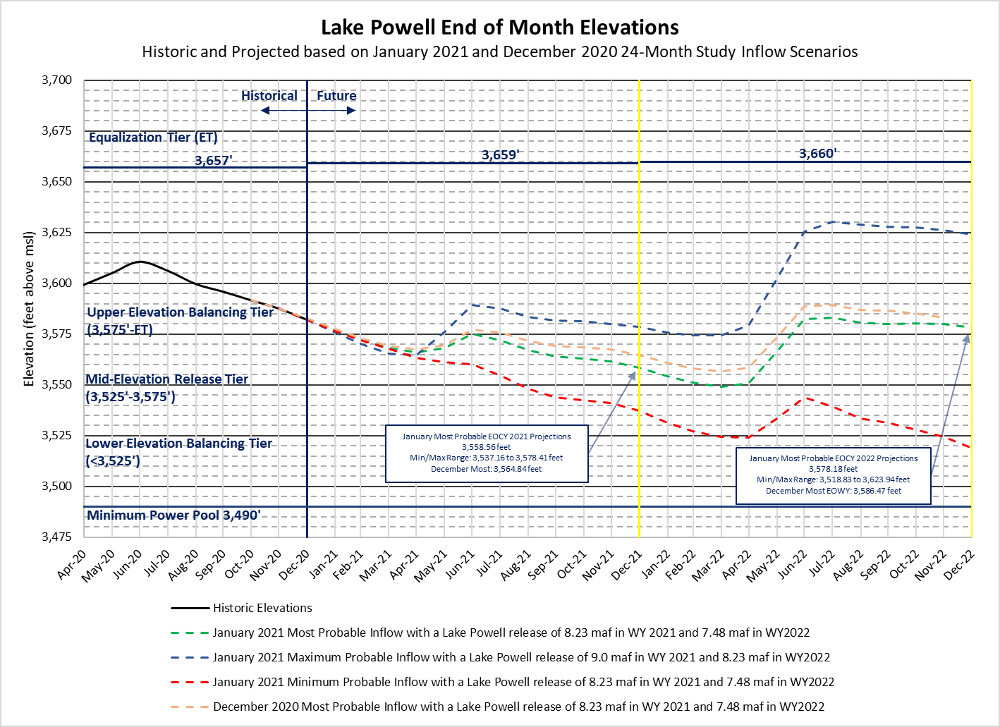 Lake Powell End of Month Elevations
Historic and Projected based on January 2021 and December 2020 24-Month Study Inflow Scenarios
Elevation (feet above msl)
3,700
3,675
3,650
3,625
3,600
3,575
3,550
3,525
3,500
3,475
Historical
Future
Equalization Tier (ET)
3,657'
3,659'
3,660'
Upper Elevation Balancing Tier
(3,575'-ET)
Mid-Elevation Release Tier
(3,525'-3,575')
Lower Elevation Balancing Tier
(<3,525')
Minimum Power Pool 3,490'
January Most Probable EOCY 2021 Projections
3,558.56 feet
Min/Max Range: 3,537.16 to 3,578.41 feet
December Most: 3,564.84 feet
January Most Probable EOCY 2022 Projections
3,578.18 feet
Min/Max Range: 3,518.83 to 3,623.94 feet
December Most EOWY: 3,586.47 feet
Apr-20
May-20
Jun-20
Jul-20
Aug-20
Sep-20
Oct-20
Nov-20
Dec-20
Jan-21
Feb-21
Mar-21
Apr-21
May-21
Jun-21
Jul-21
Aug-21
Sep-21
Oct-21
Nov-21
Dec-21
Jan-22
Feb-22
Mar-22
Apr-22
May-22
Jun-22
Jul-22
Aug-22
Sep-22
Oct-22
Nov-22
Dec-22
Historic Elevations
January 2021 Most Probable Inflow with a Lake Powell release of 8.23 maf in WY 2021 and 7.48 maf in WY2022
January 2021 Maximum Probable Inflow with a Lake Powell release of 9.0 maf in WY 2021 and 8.23 maf in WY2022
January 2021 Minimum Probable Inflow with a Lake Powell release of 8.23 maf in WY 2021 and 7.48 maf in WY2022
December 2020 Most Probable Inflow with a Lake Powell release of 8.23 maf in WY 2021 and 7.48 maf in WY2022